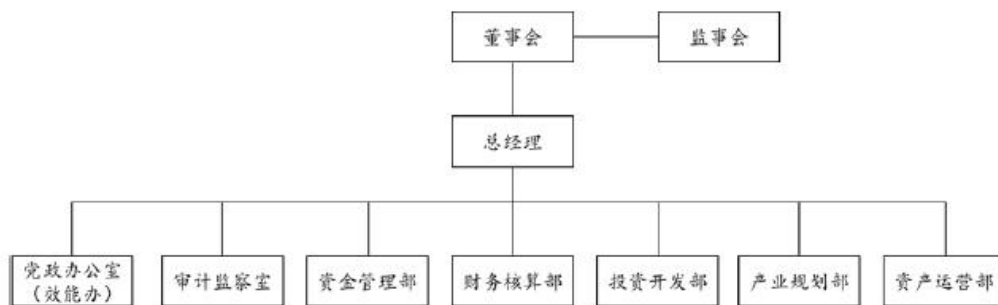 董事会
监事会
总经理
党政办公室
（效能办）
审计监察室
资金管理部
财务核算部
投资开发部
产业规划部
资产运营部